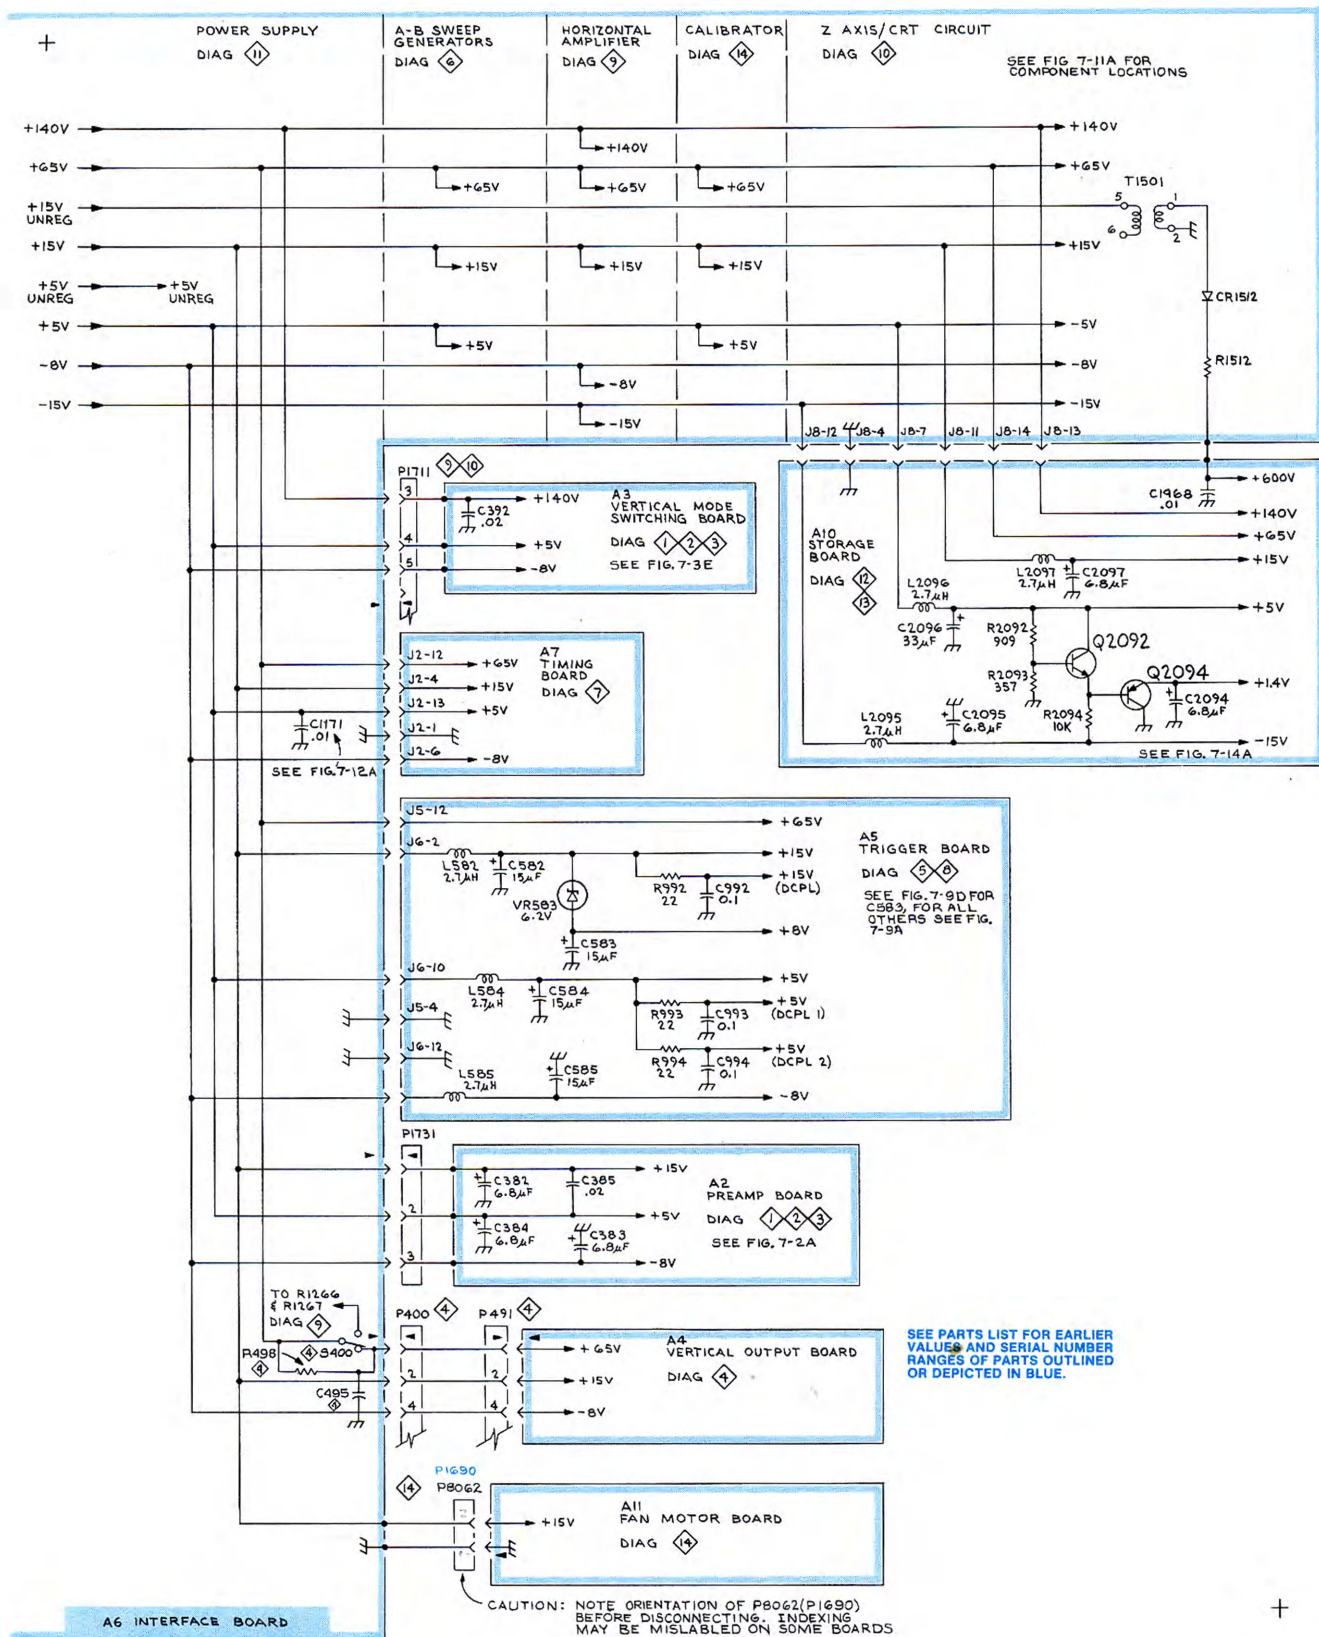 POWER SUPPLY
DIAG 11
A-B SWEEP
GENERATORS
DIAG 6
HORIZONTAL
AMPLIFIER
DIAG 9
CALIBRATOR
DIAG 14
Z AXIS/CRT CIRCUIT
DIAG 10
SEE FIG 7-11A FOR
COMPONENT LOCATIONS
+140V
+140V
+140V
+65V
+65V
+65V
+65V
+65V
+15V
UNREG
T1501
5
6
1
2
+15V
+15V
+15V
+15V
+15V
+5V
UNREG
+5V
UNREG
CR1512
+5V
+5V
+5V
-5V
-8V
-8V
-8V
R1512
-15V
-15V
-15V
J8-12
J8-4
J8-7
J8-11
J8-14
J8-13
P1711
9 10
3
4
5
C392
.02
+140V
+5V
-8V
A3
VERTICAL MODE
SWITCHING BOARD
DIAG 1 2 3
SEE FIG. 7-3E
A10
STORAGE
BOARD
DIAG 12
13
+600V
C1968
.01
+140V
+65V
+15V
L2097
2.7µH
C2097
6.8µF
L2096
2.7µH
+5V
C2096
33µF
R2092
909
Q2092
R2093
357
Q2094
+1.4V
C2094
6.8µF
L2095
2.7µH
C2095
6.8µF
R2094
10K
-15V
SEE FIG. 7-14A
J2-12
+65V
J2-4
+15V
J2-13
+5V
J2-1
J2-6
-8V
A7
TIMING
BOARD
DIAG 7
C1171
.01
SEE FIG. 7-12A
J5-12
+65V
J6-2
+15V
L582
2.7µH
C582
15µF
VR583
6.2V
R992
22
C992
0.1
+15V
(DCPL)
+8V
C583
15µF
A5
TRIGGER BOARD
DIAG 5 8
SEE FIG. 7-9D FOR
C583, FOR ALL
OTHERS SEE FIG.
7-9A
J6-10
+5V
L584
2.7µH
C584
15µF
R993
22
C993
0.1
+5V
(DCPL 1)
J5-4
J6-12
R994
22
C994
0.1
+5V
(DCPL 2)
L585
2.7µH
C585
15µF
-8V
P1731
2
3
+15V
C382
6.8µF
C385
.02
+5V
C384
6.8µF
C383
6.8µF
-8V
A2
PREAMP BOARD
DIAG 1 2 3
SEE FIG. 7-2A
TO R1266
& R1267
DIAG 9
R498
4
4 S400
C495
4
P400 4
P491 4
2
4
2
4
+65V
+15V
-8V
A4
VERTICAL OUTPUT BOARD
DIAG 4
SEE PARTS LIST FOR EARLIER
VALUES AND SERIAL NUMBER
RANGES OF PARTS OUTLINED
OR DEPICTED IN BLUE.
P1690
14 P8062
+15V
A11
FAN MOTOR BOARD
DIAG 14
CAUTION: NOTE ORIENTATION OF P8062(P1690)
BEFORE DISCONNECTING. INDEXING
MAY BE MISLABLED ON SOME BOARDS
A6 INTERFACE BOARD